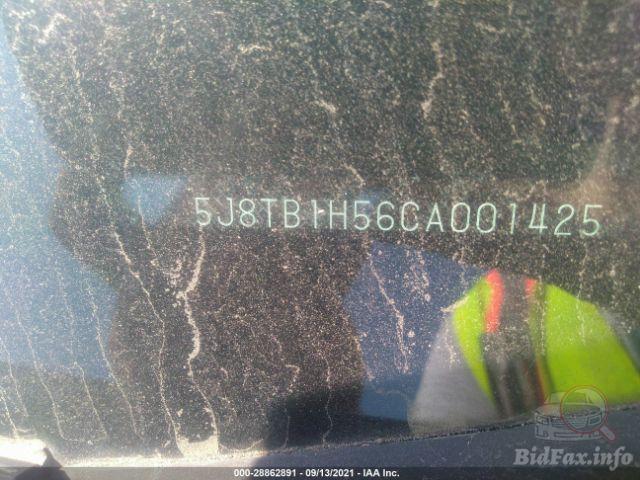 5J8TB1H56CA001425
000-28862891 - 09/13/2021 - IAA Inc.
BidFax.info